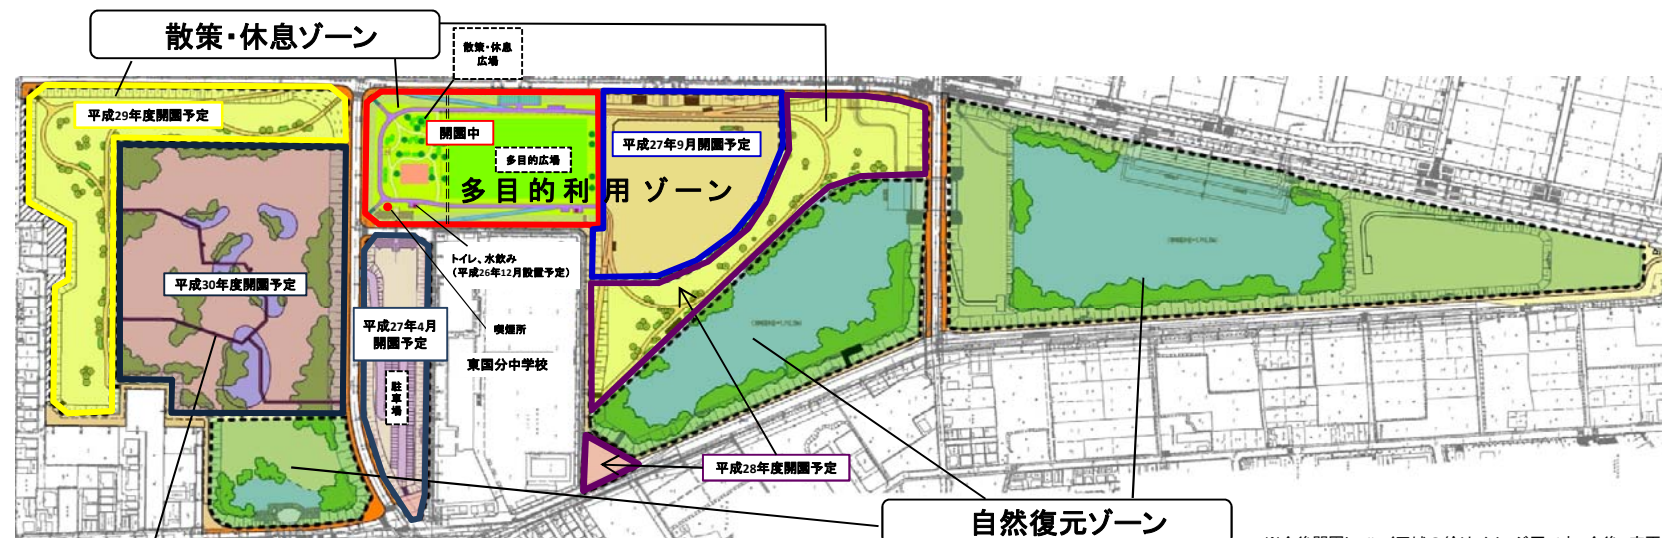 散策・休息ゾーン
散策・休息
広場
平成29年度開園予定
開園中
多目的広場
平成27年9月開園予定
多目的利用ゾーン
トイレ、水飲み
（平成26年12月設置予定）
平成30年度開園予定
平成27年4月
開園予定
喫煙所
東国分中学校
駐車場
平成28年度開園予定
自然復元ゾーン